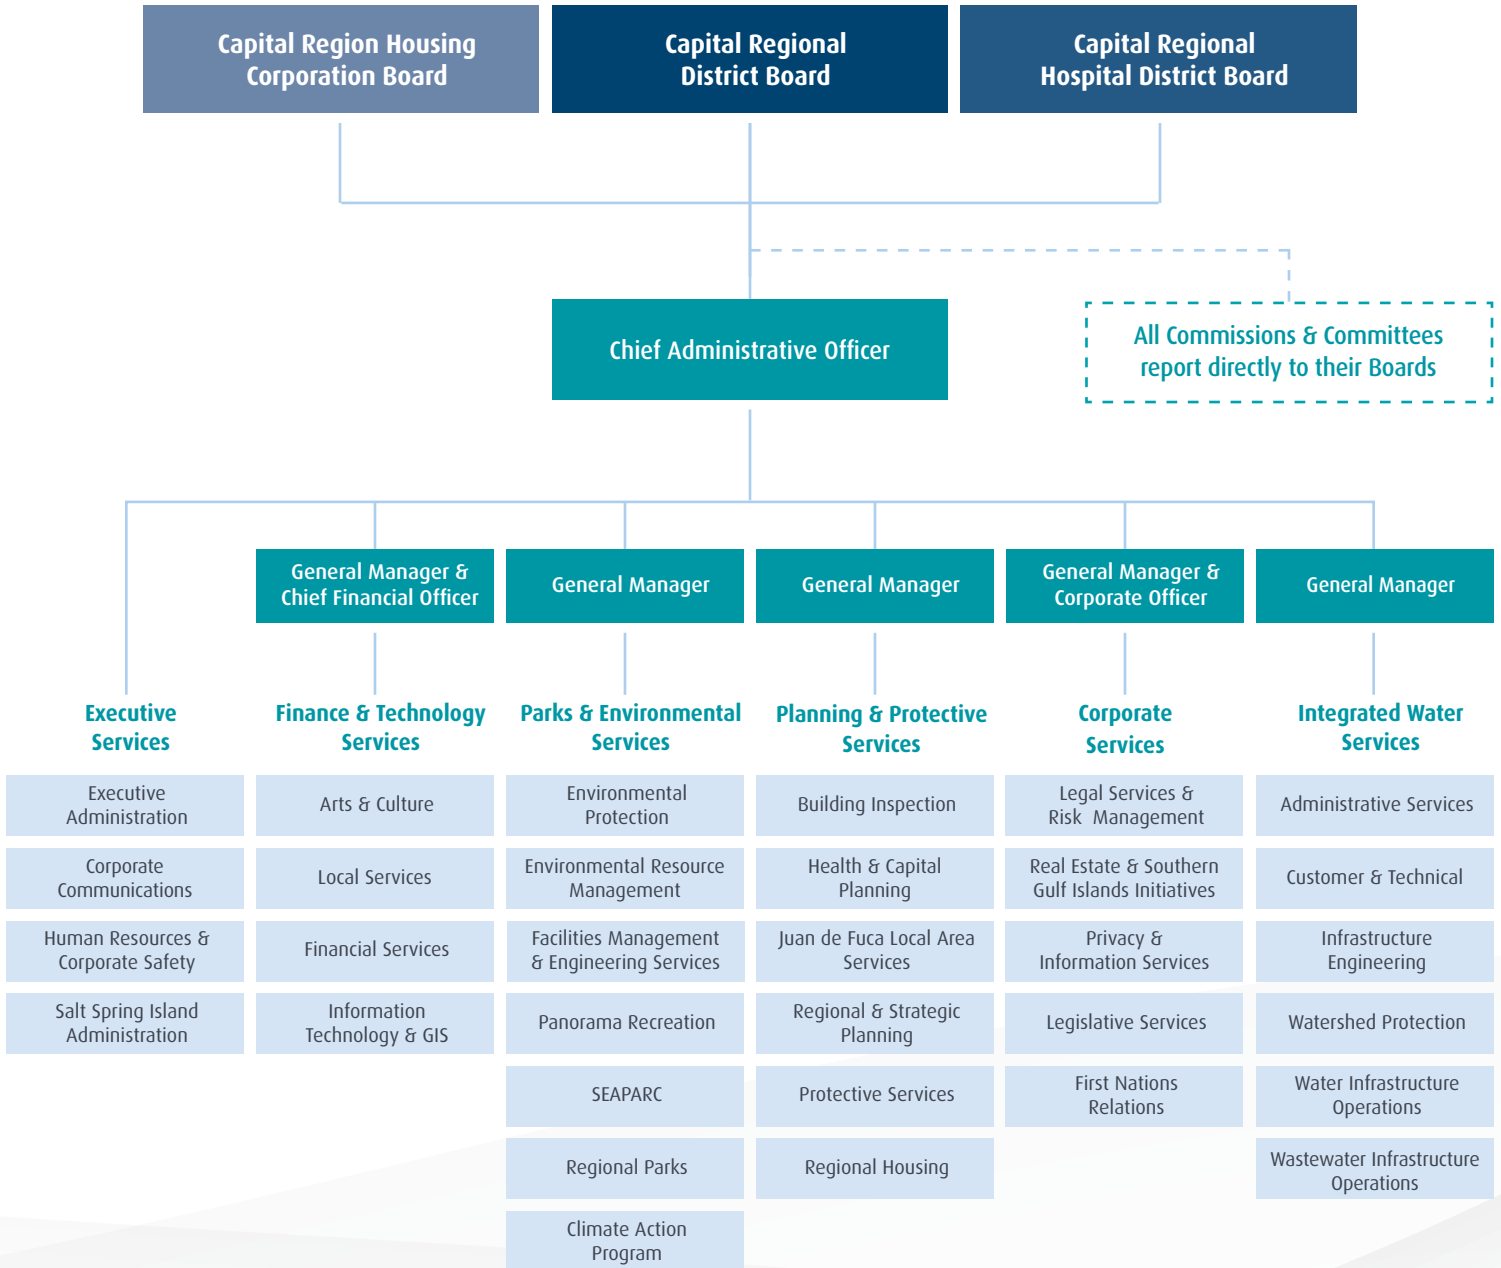 Capital Region Housing
Corporation Board
Capital Regional
District Board
Capital Regional
Hospital District Board
Chief Administrative Officer
All Commissions & Committees
report directly to their Boards
General Manager &
Chief Financial Officer
General Manager
General Manager
General Manager &
Corporate Officer
General Manager
Executive
Services
Finance & Technology
Services
Parks & Environmental
Services
Planning & Protective
Services
Corporate
Services
Integrated Water
Services
Executive
Administration
Corporate
Communications
Human Resources &
Corporate Safety
Salt Spring Island
Administration
Arts & Culture
Local Services
Financial Services
Information
Technology & GIS
Environmental
Protection
Environmental Resource
Management
Facilities Management
& Engineering Services
Panorama Recreation
SEAPARC
Regional Parks
Climate Action
Program
Building Inspection
Health & Capital
Planning
Juan de Fuca Local Area
Services
Regional & Strategic
Planning
Protective Services
Regional Housing
Legal Services &
Risk Management
Real Estate & Southern
Gulf Islands Initiatives
Privacy &
Information Services
Legislative Services
First Nations
Relations
Administrative Services
Customer & Technical
Infrastructure
Engineering
Watershed Protection
Water Infrastructure
Operations
Wastewater Infrastructure
Operations